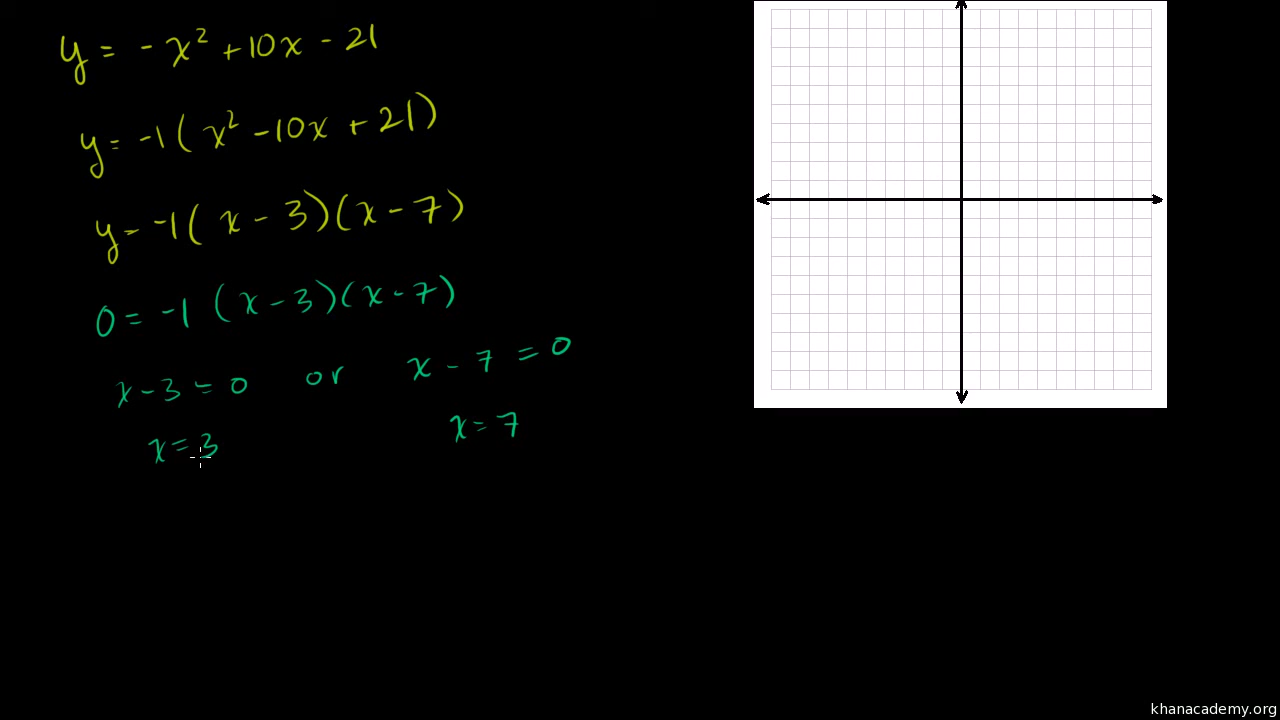 y = -x² + 10x - 21
y = -1(x² - 10x + 21)
y = -1(x - 3)(x - 7)
0 = -1 (x - 3)(x - 7)
x - 3 = 0 or x - 7 = 0
x = 3 x = 7
khanacademy.org